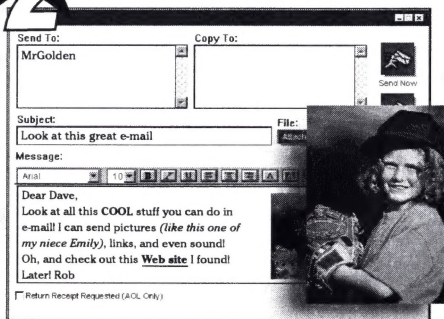 2
Send To:
Copy To:
MrGolden
Send Now
Subject:
File:
Look at this great e-mail
Attach
Message:
Arial 10 B I U A
Dear Dave,
Look at all this COOL stuff you can do in
e-mail! I can send pictures (like this one of
my niece Emily), links, and even sound!
Oh, and check out this Web site I found!
Later! Rob
Return Receipt Requested (AOL Only)